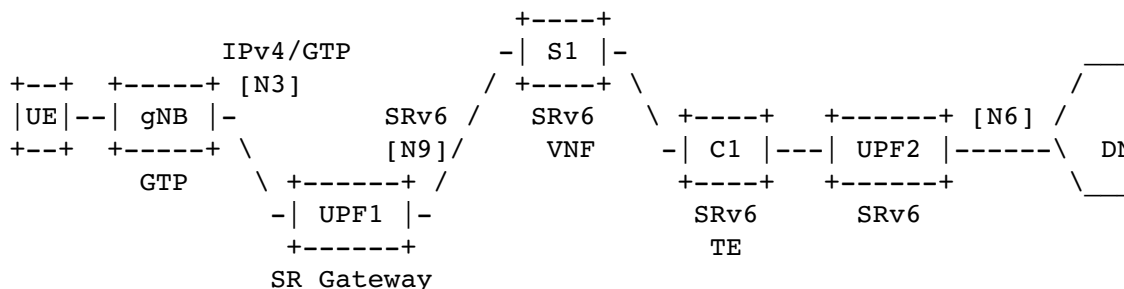 S1
IPv4/GTP
[N3]
UE gNB SRv6 SRv6 [N6]
[N9] VNF C1 UPF2
GTP
UPF1 SRv6 SRv6
TE
SR Gateway